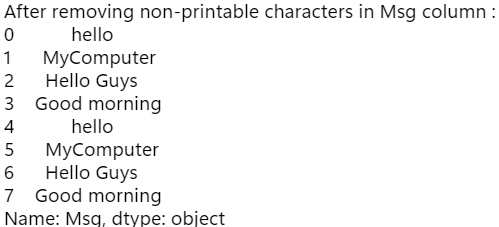 After removing non-printable characters in Msg column :
0 hello
1 MyComputer
2 Hello Guys
3 Good morning
4 hello
5 MyComputer
6 Hello Guys
7 Good morning
Name: Msg, dtype: object